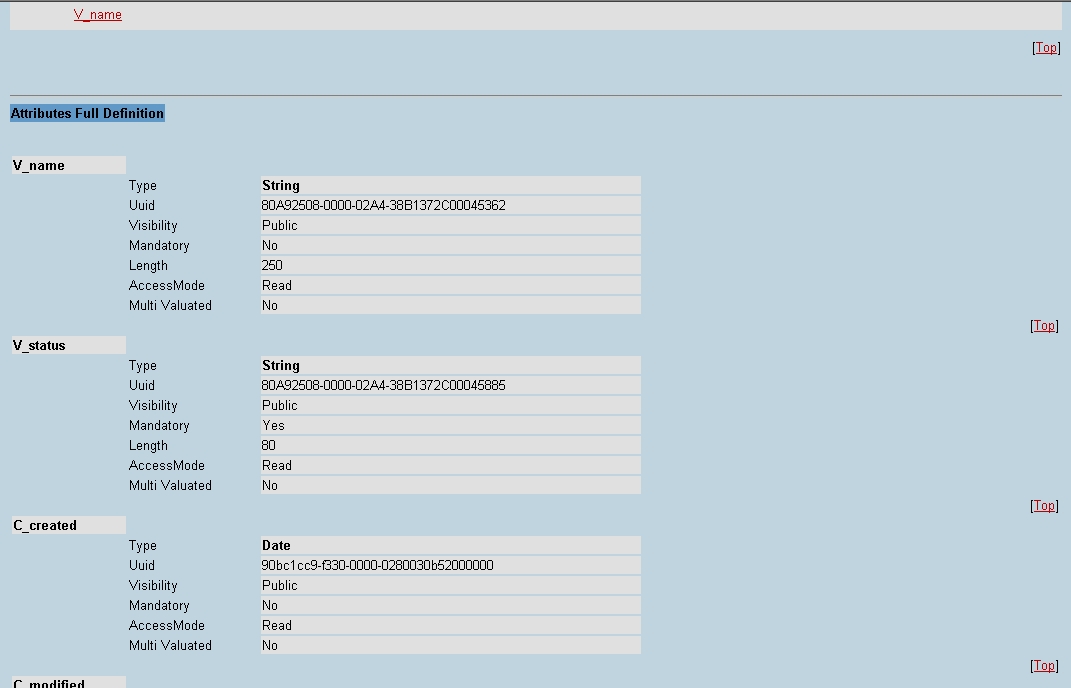 V_name
[Top]
Attributes Full Definition
V_name
Type String
Uuid 80A92508-0000-02A4-38B1372C00045362
Visibility Public
Mandatory No
Length 250
AccessMode Read
Multi Valuated No
[Top]
V_status
Type String
Uuid 80A92508-0000-02A4-38B1372C00045885
Visibility Public
Mandatory Yes
Length 80
AccessMode Read
Multi Valuated No
[Top]
C_created
Type Date
Uuid 90bc1cc9-f330-0000-0280030b52000000
Visibility Public
Mandatory No
AccessMode Read
Multi Valuated No
[Top]
C_modified